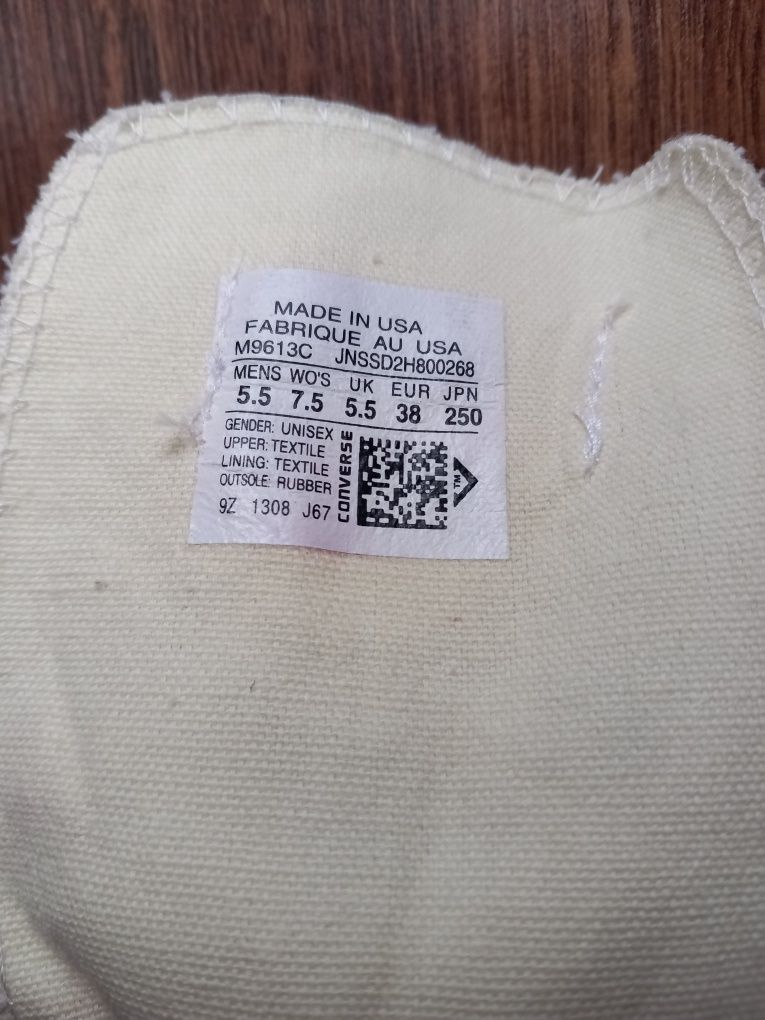 MADE IN USA
FABRIQUE AU USA
M9613C JNSSD2H800268
MENS WO'S UK EUR JPN
5.5 7.5 5.5 38 250
GENDER: UNISEX
UPPER: TEXTILE
LINING: TEXTILE
OUTSOLE: RUBBER
9Z 1308 J67
CONVERSE
TM